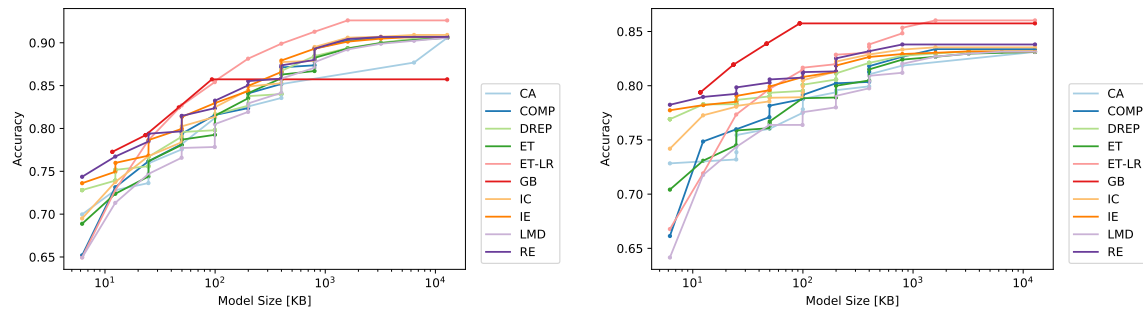 0.90
0.85
0.80
0.75
0.70
0.65
Accuracy
10¹ 10² 10³ 10⁴
Model Size [KB]
CA
COMP
DREP
ET
ET-LR
GB
IC
IE
LMD
RE
0.85
0.80
0.75
0.70
0.65
Accuracy
10¹ 10² 10³ 10⁴
Model Size [KB]
CA
COMP
DREP
ET
ET-LR
GB
IC
IE
LMD
RE